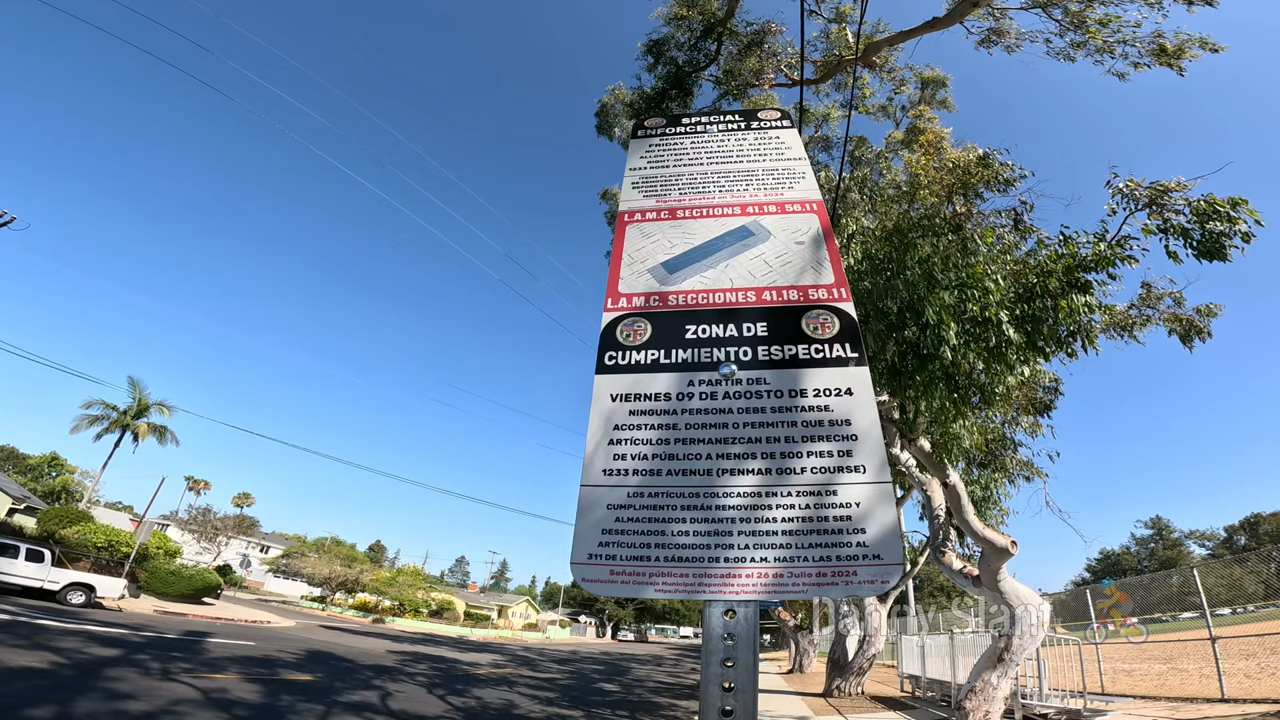 SPECIAL
ENFORCEMENT ZONE
BEGINNING ON AND AFTER
FRIDAY, AUGUST 09, 2024
NO PERSON SHALL SIT, LIE, SLEEP OR
ALLOW ITEMS TO REMAIN IN THE PUBLIC
RIGHT-OF-WAY WITHIN 500 FEET OF
1233 ROSE AVENUE (PENMAR GOLF COURSE)
ITEMS PLACED IN THE ENFORCEMENT ZONE WILL
BE REMOVED BY THE CITY AND STORED FOR 90 DAYS
BEFORE BEING DISCARDED. OWNERS MAY RETRIEVE
ITEMS COLLECTED BY THE CITY BY CALLING 311
MONDAY - SATURDAY 8:00 A.M. TO 5:00 P.M.
Signage posted on July 26, 2024
L.A.M.C. SECTIONS 41.18; 56.11
L.A.M.C. SECCIONES 41.18; 56.11
ZONA DE
CUMPLIMIENTO ESPECIAL
A PARTIR DEL
VIERNES 09 DE AGOSTO DE 2024
NINGUNA PERSONA DEBE SENTARSE,
ACOSTARSE, DORMIR O PERMITIR QUE SUS
ARTÍCULOS PERMANEZCAN EN EL DERECHO
DE VÍA PÚBLICO A MENOS DE 500 PIES DE
1233 ROSE AVENUE (PENMAR GOLF COURSE)
LOS ARTÍCULOS COLOCADOS EN LA ZONA DE
CUMPLIMIENTO SERÁN REMOVIDOS POR LA CIUDAD Y
ALMACENADOS DURANTE 90 DÍAS ANTES DE SER
DESECHADOS. LOS DUEÑOS PUEDEN RECUPERAR LOS
ARTÍCULOS RECOGIDOS POR LA CIUDAD LLAMANDO AL
311 DE LUNES A SÁBADO DE 8:00 A.M. HASTA LAS 5:00 P.M.
Señales públicas colocadas el 26 de Julio de 2024
Resolución del Consejo Municipal disponible con el término de búsqueda "21-4118" en
https://cityclerk.lacity.org/lacityclerkconnect/
Danny Slant